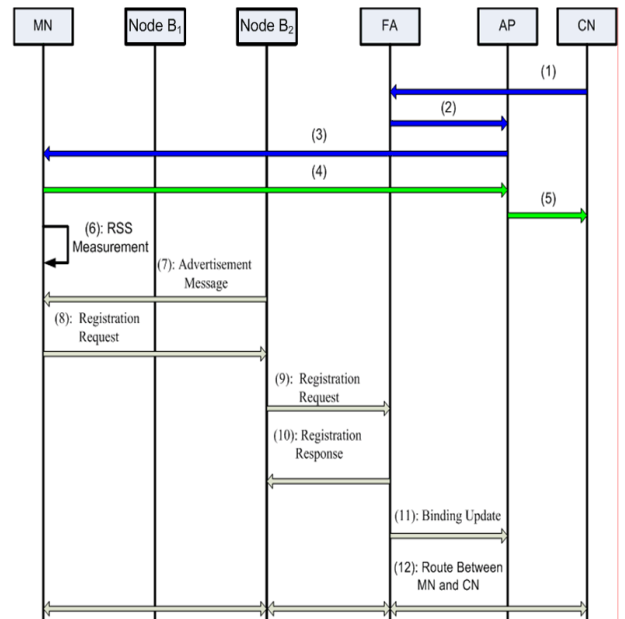 MN
Node B₁
Node B₂
FA
AP
CN
(1)
(2)
(3)
(4)
(5)
(6): RSS
Measurement
(7): Advertisement
Message
(8): Registration
Request
(9): Registration
Request
(10): Registration
Response
(11): Binding Update
(12): Route Between
MN and CN